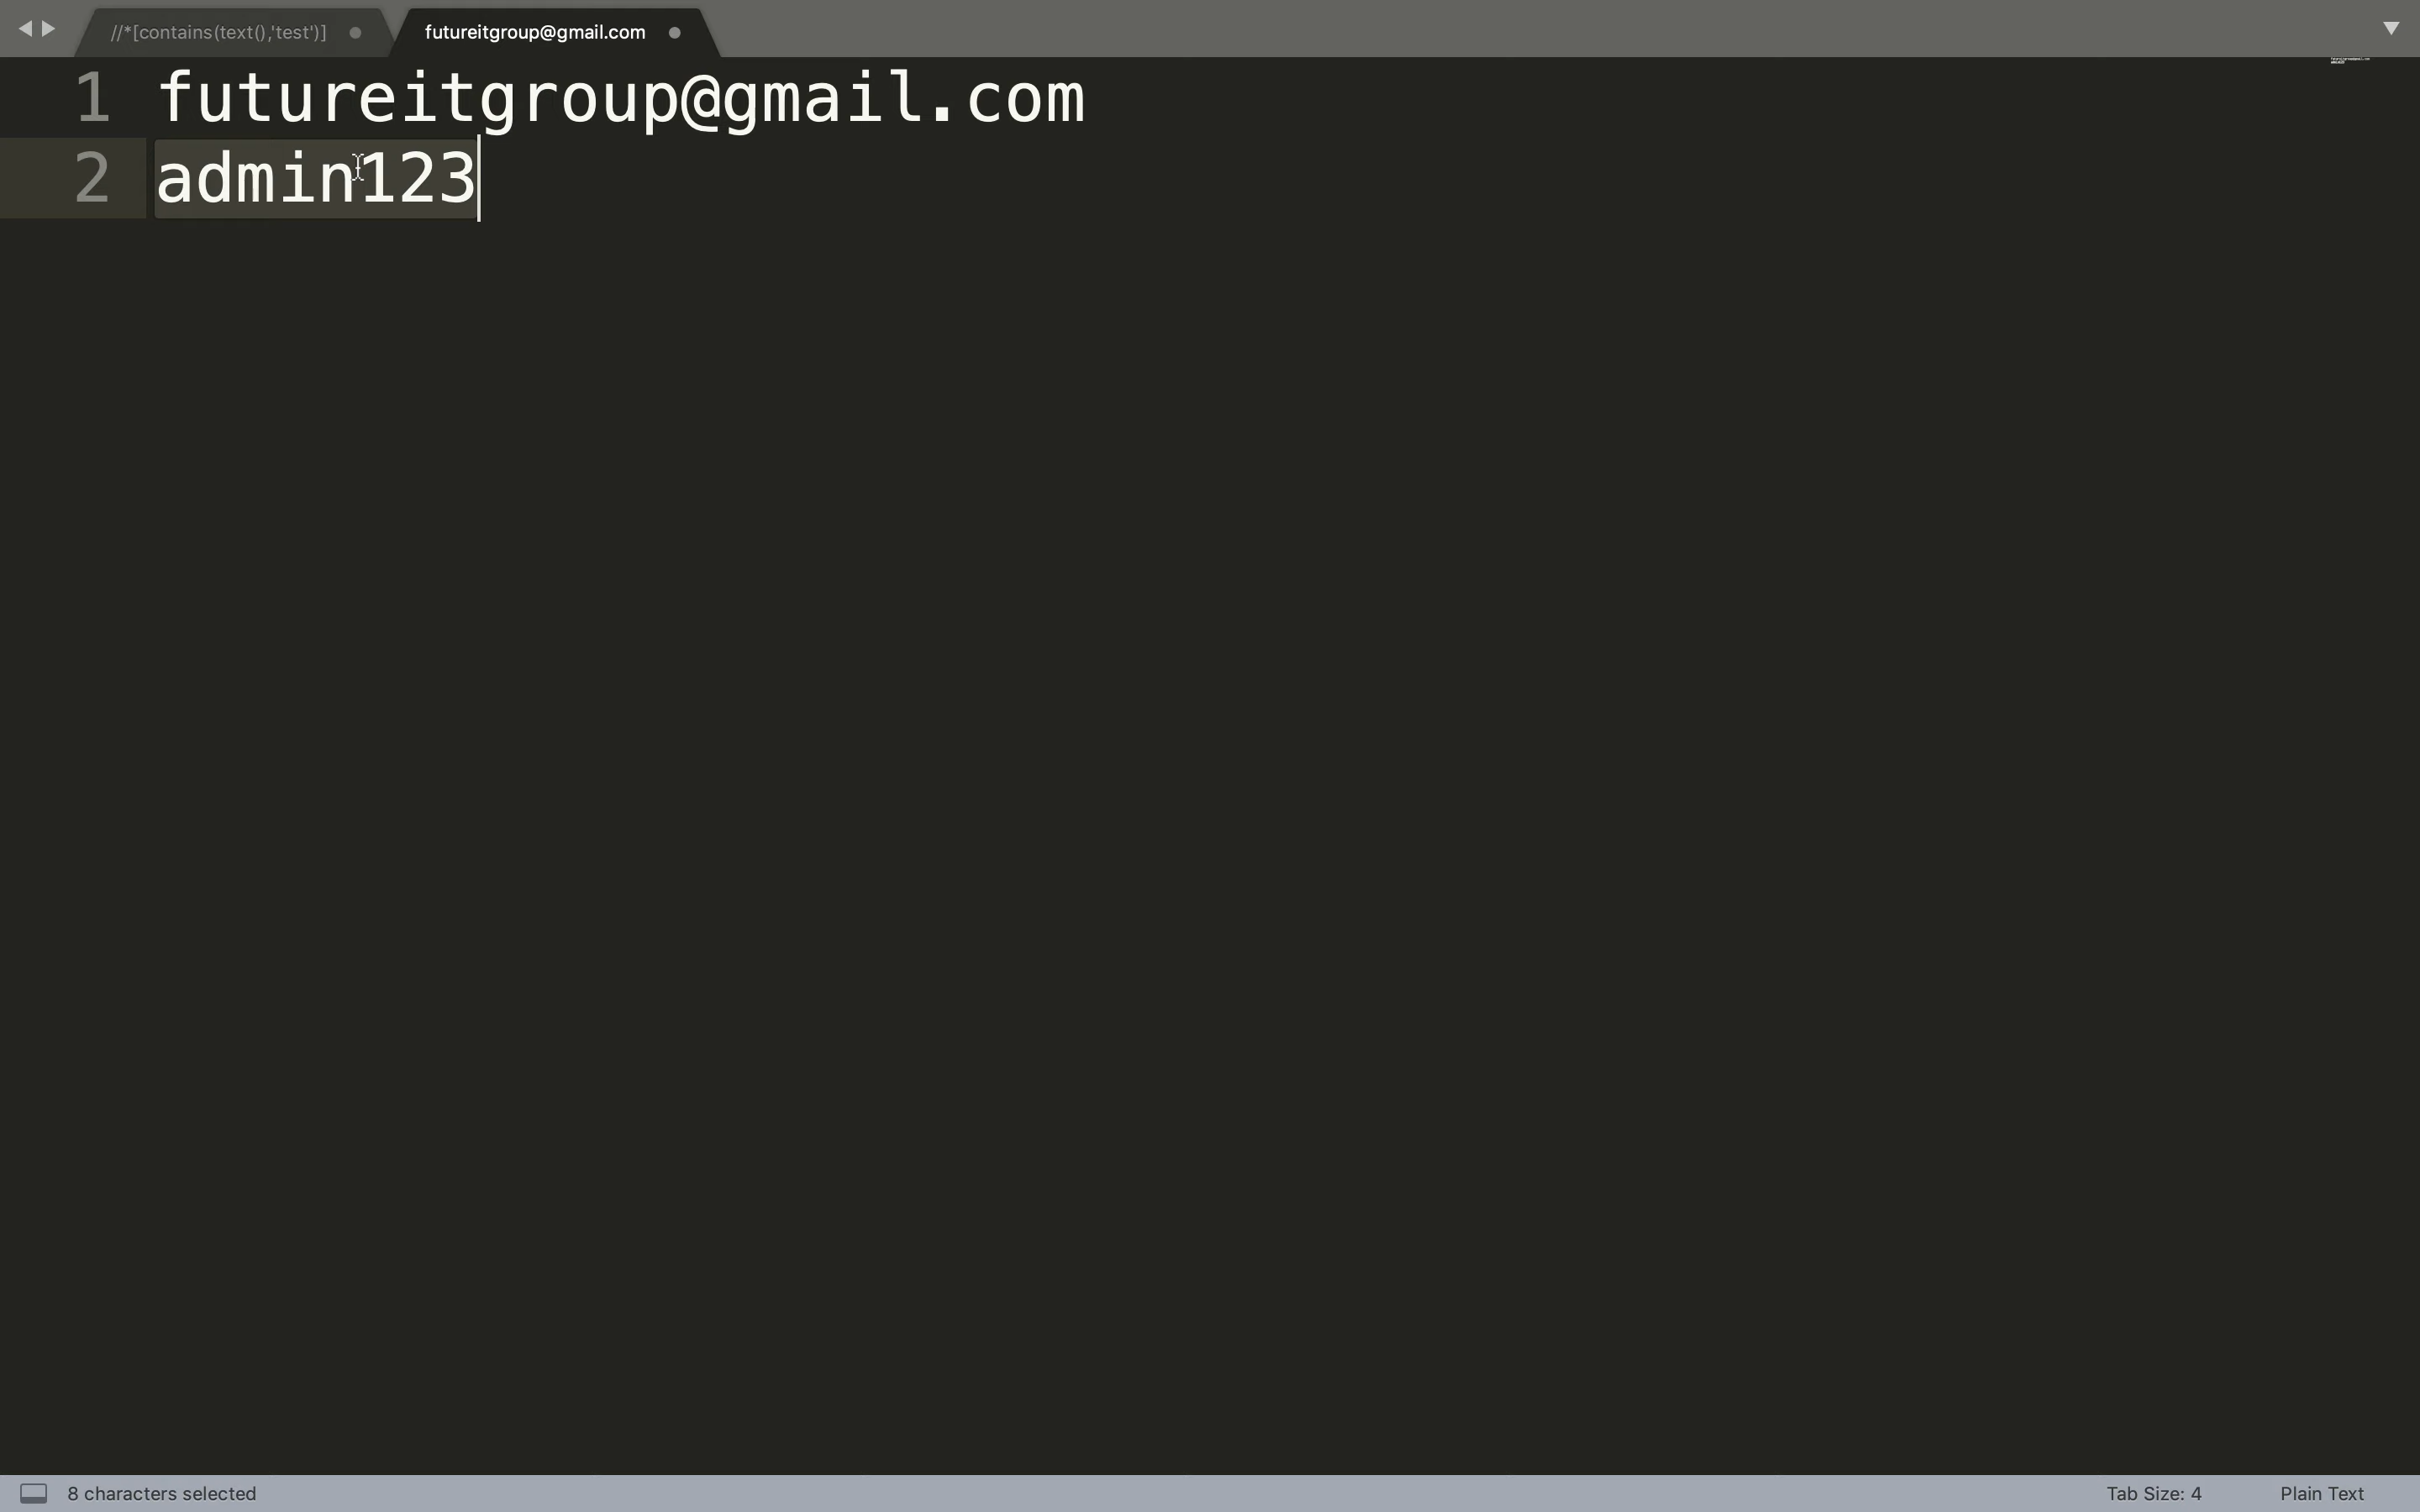 //*[contains(text(),'test')]
futureitgroup@gmail.com
1 futureitgroup@gmail.com
2 admin123
8 characters selected
Tab Size: 4
Plain Text